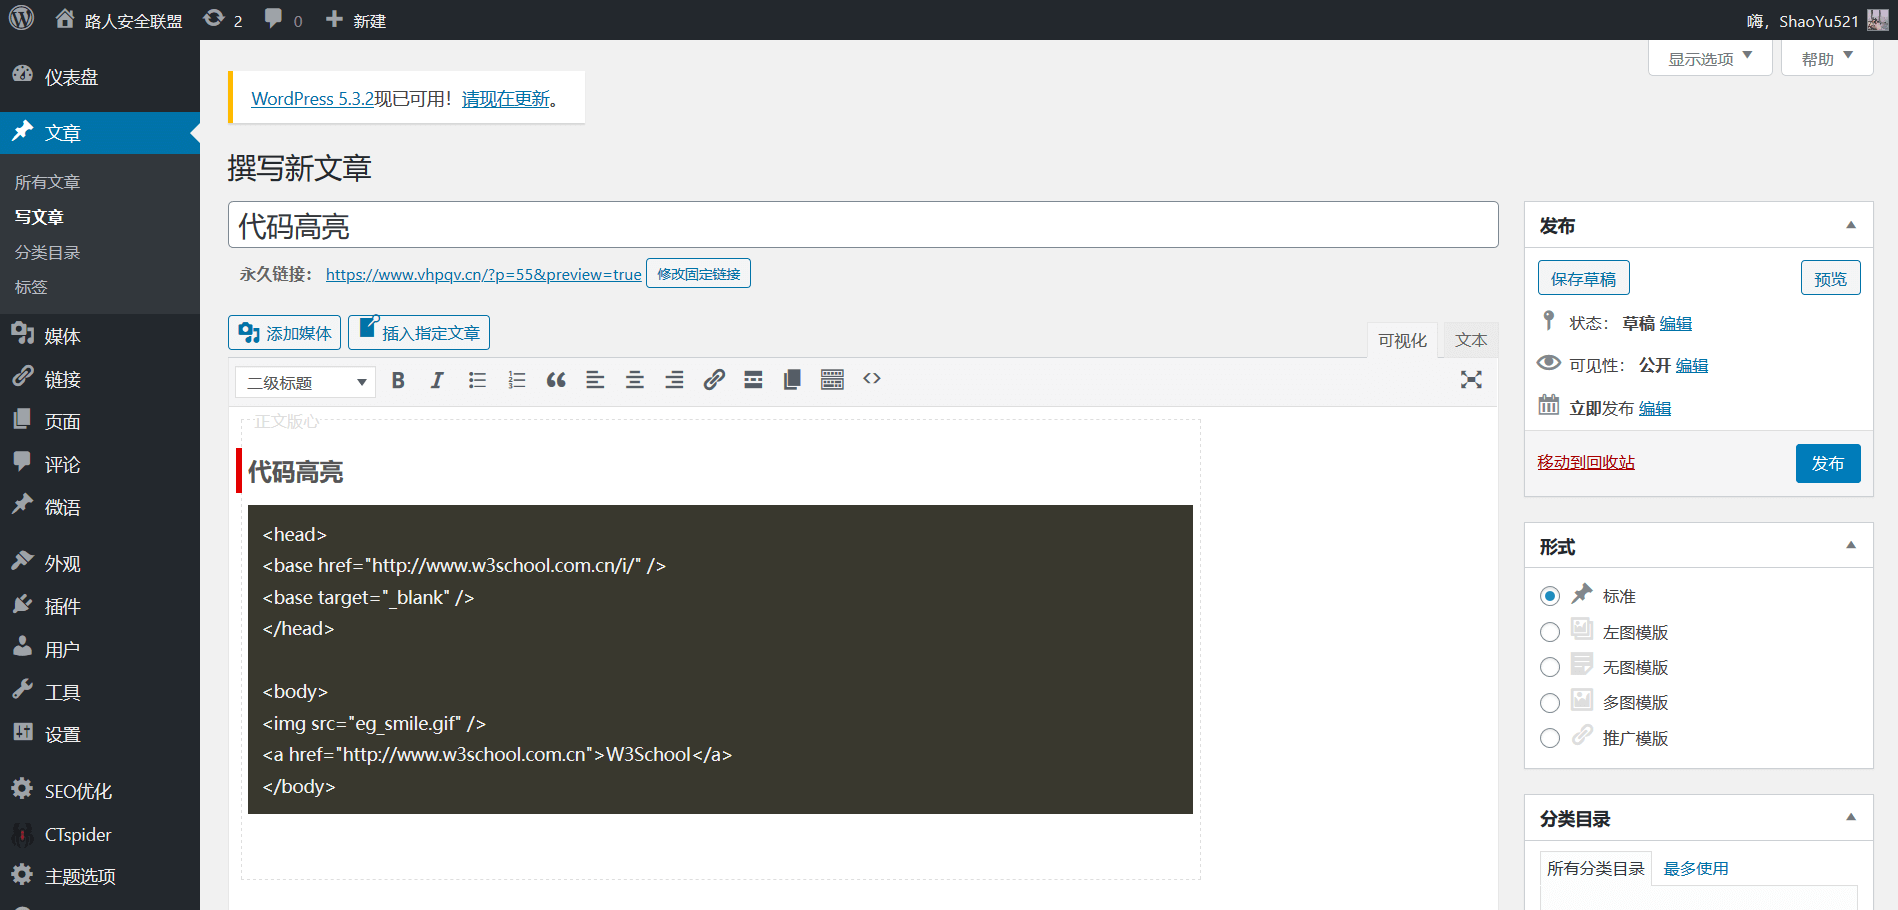 路人安全联盟 2 0 新建
嗨，ShaoYu521
显示选项 帮助
仪表盘
文章
所有文章
写文章
分类目录
标签
媒体
链接
页面
评论
微语
外观
插件
用户
工具
设置
SEO优化
CTspider
主题选项
WordPress 5.3.2现已可用！请现在更新。
撰写新文章
代码高亮
永久链接： https://www.vhpqv.cn/?p=55&preview=true 修改固定链接
添加媒体 插入指定文章
可视化 文本
二级标题
正文版心
代码高亮
<head>
<base href="http://www.w3school.com.cn/i/" />
<base target="_blank" />
</head>
<body>
<img src="eg_smile.gif" />
<a href="http://www.w3school.com.cn">W3School</a>
</body>
发布
保存草稿 预览
状态： 草稿 编辑
可见性： 公开 编辑
立即发布 编辑
移动到回收站 发布
形式
标准
左图模版
无图模版
多图模版
推广模版
分类目录
所有分类目录 最多使用